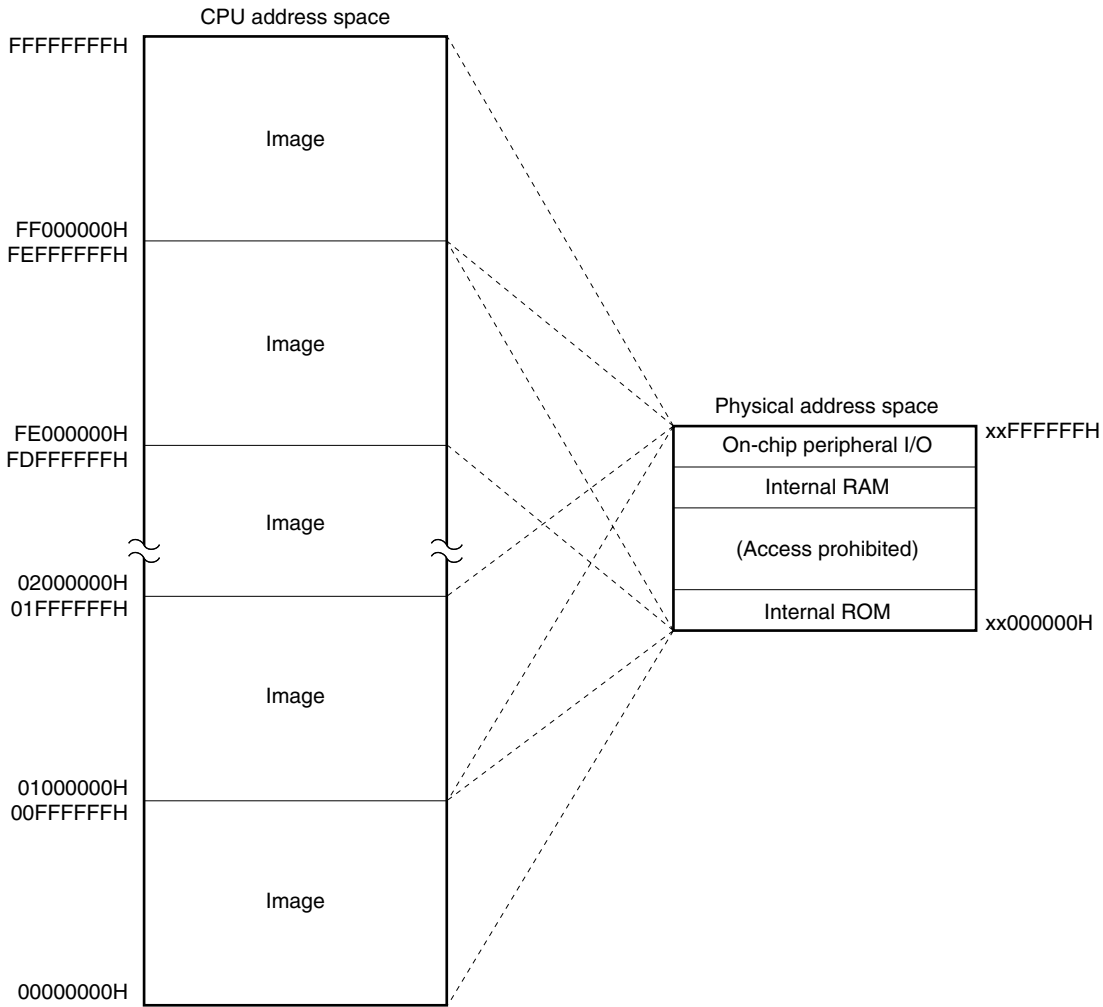 CPU address space
FFFFFFFFH
Image
FF000000H
FEFFFFFFH
Image
FE000000H
FDFFFFFFH
Image
02000000H
01FFFFFFH
Image
01000000H
00FFFFFFH
Image
00000000H
Physical address space
xxFFFFFFH
On-chip peripheral I/O
Internal RAM
(Access prohibited)
Internal ROM
xx000000H